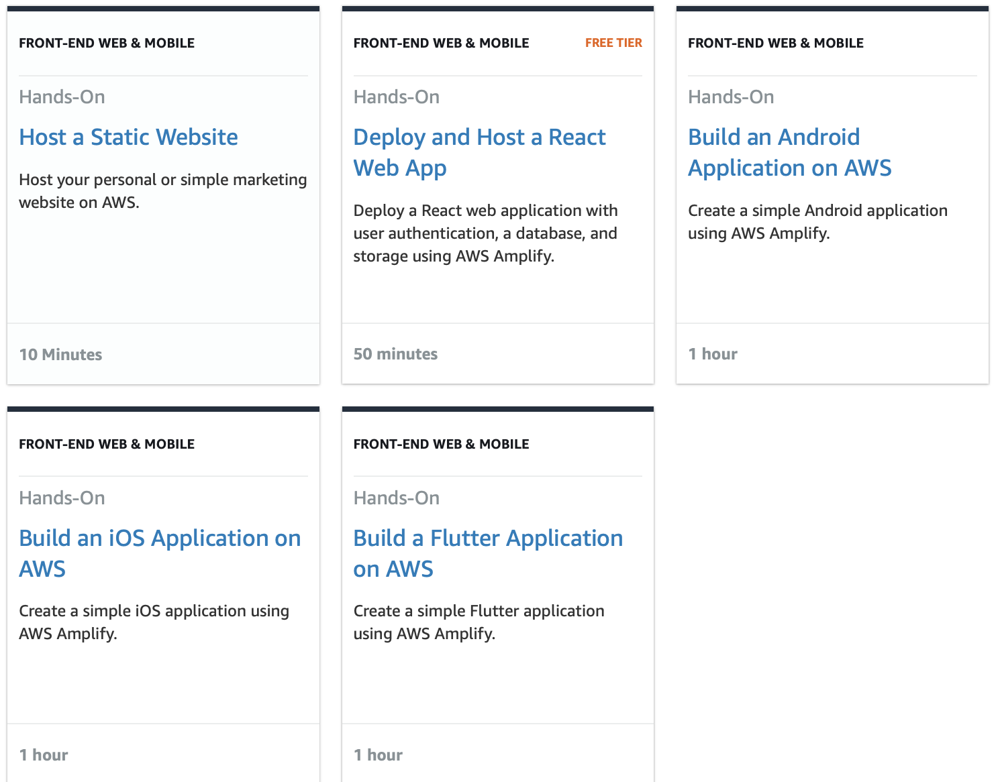 FRONT-END WEB & MOBILE
Hands-On
Host a Static Website
Host your personal or simple marketing
website on AWS.
10 Minutes
FRONT-END WEB & MOBILE
FREE TIER
Hands-On
Deploy and Host a React
Web App
Deploy a React web application with
user authentication, a database, and
storage using AWS Amplify.
50 minutes
FRONT-END WEB & MOBILE
Hands-On
Build an Android
Application on AWS
Create a simple Android application
using AWS Amplify.
1 hour
FRONT-END WEB & MOBILE
Hands-On
Build an iOS Application on
AWS
Create a simple iOS application using
AWS Amplify.
1 hour
FRONT-END WEB & MOBILE
Hands-On
Build a Flutter Application
on AWS
Create a simple Flutter application
using AWS Amplify.
1 hour